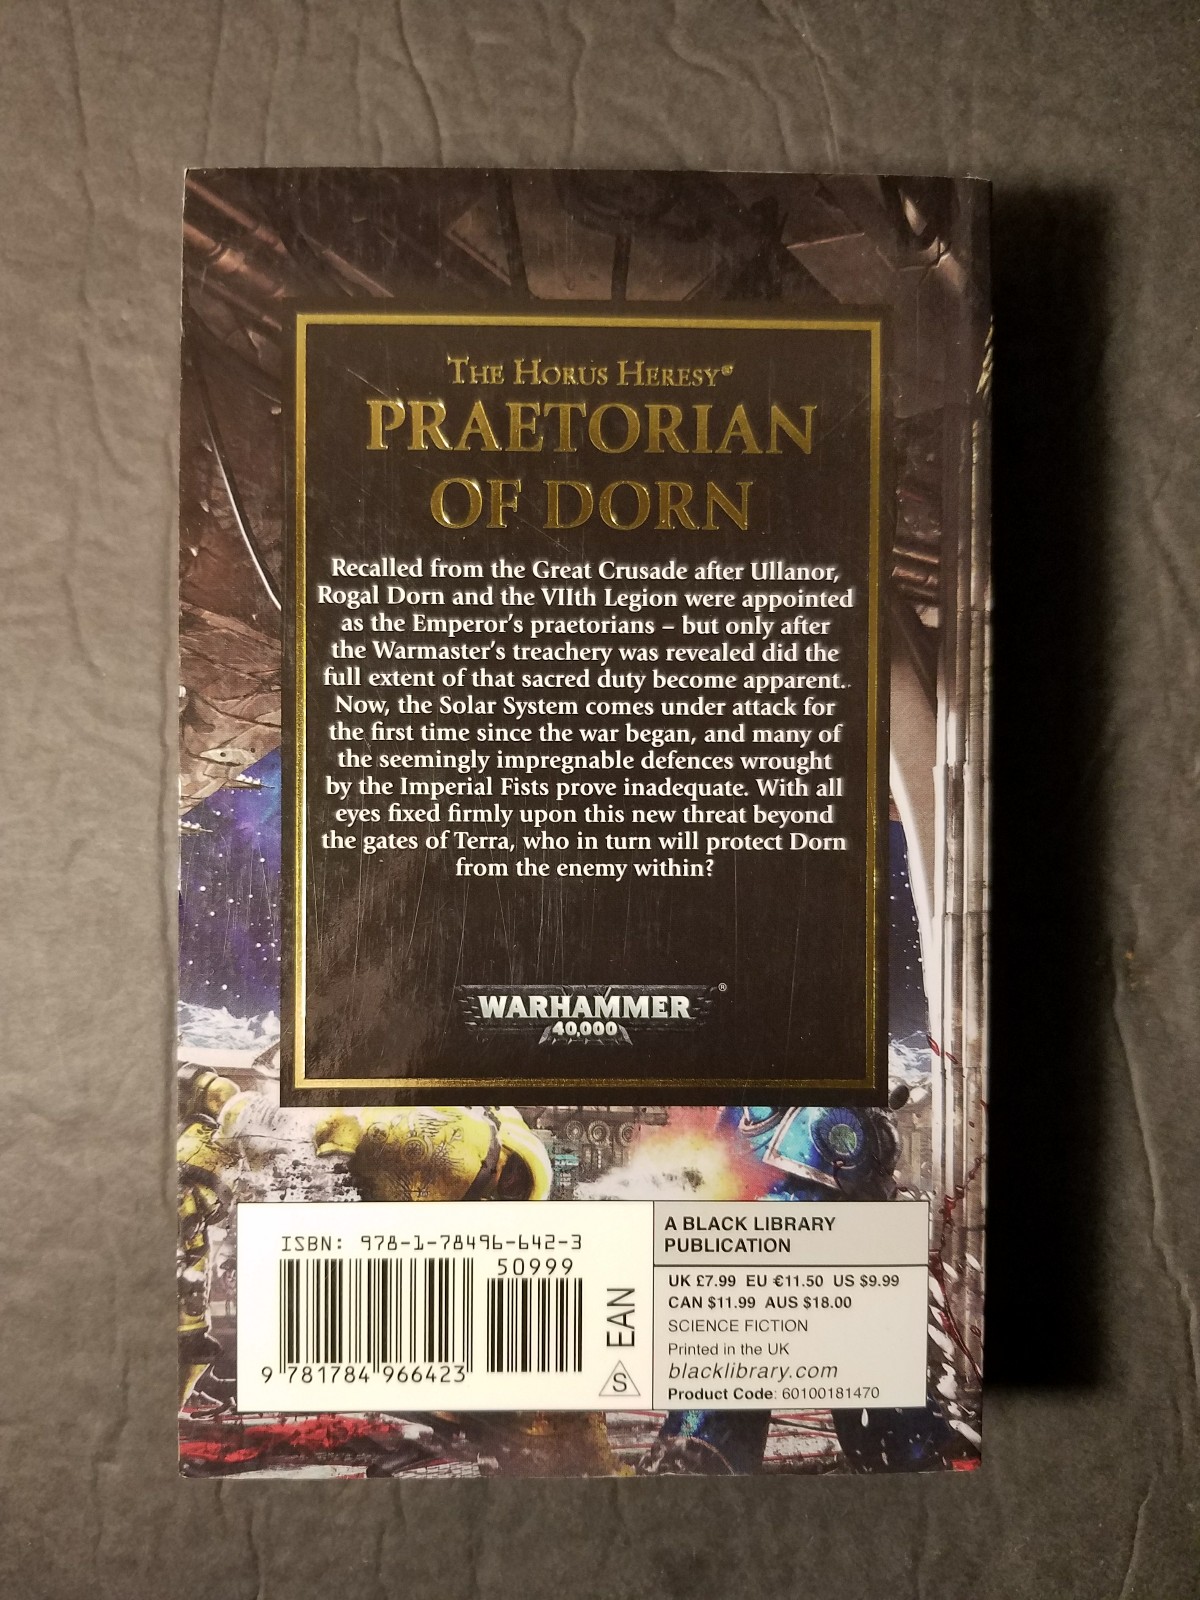 THE HORUS HERESY®
PRAETORIAN
OF DORN
Recalled from the Great Crusade after Ullanor,
Rogal Dorn and the VIIth Legion were appointed
as the Emperor's praetorians – but only after
the Warmaster's treachery was revealed did the
full extent of that sacred duty become apparent.
Now, the Solar System comes under attack for
the first time since the war began, and many of
the seemingly impregnable defences wrought
by the Imperial Fists prove inadequate. With all
eyes fixed firmly upon this new threat beyond
the gates of Terra, who in turn will protect Dorn
from the enemy within?
WARHAMMER®
40,000
ISBN: 978-1-78496-642-3
50999
9 781784 966423
EAN
S
A BLACK LIBRARY
PUBLICATION
UK £7.99 EU €11.50 US $9.99
CAN $11.99 AUS $18.00
SCIENCE FICTION
Printed in the UK
blacklibrary.com
Product Code: 60100181470